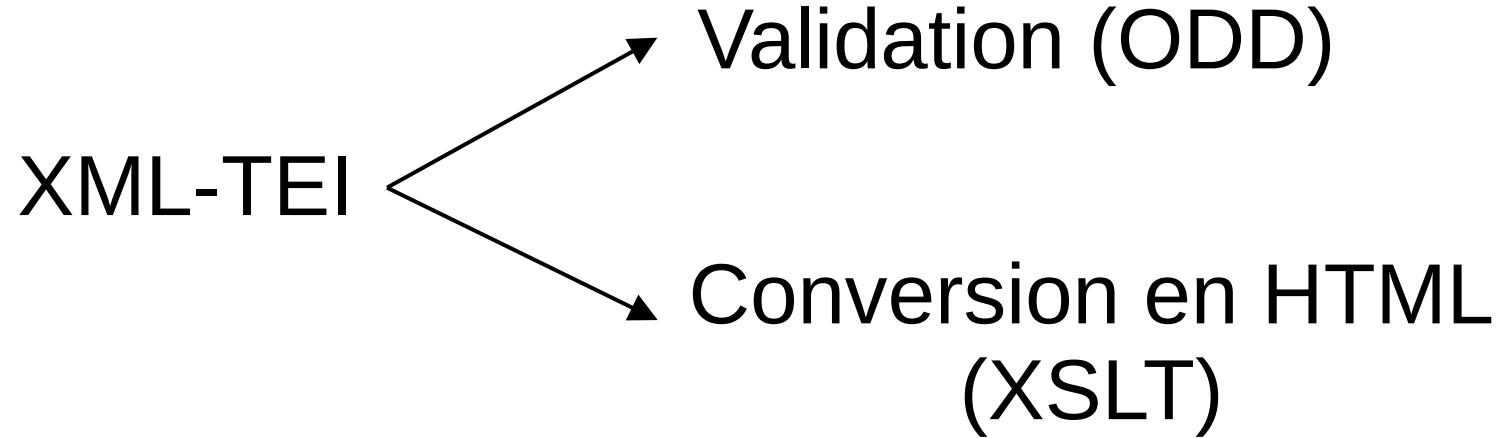 Validation (ODD)
XML-TEI
Conversion en HTML
(XSLT)